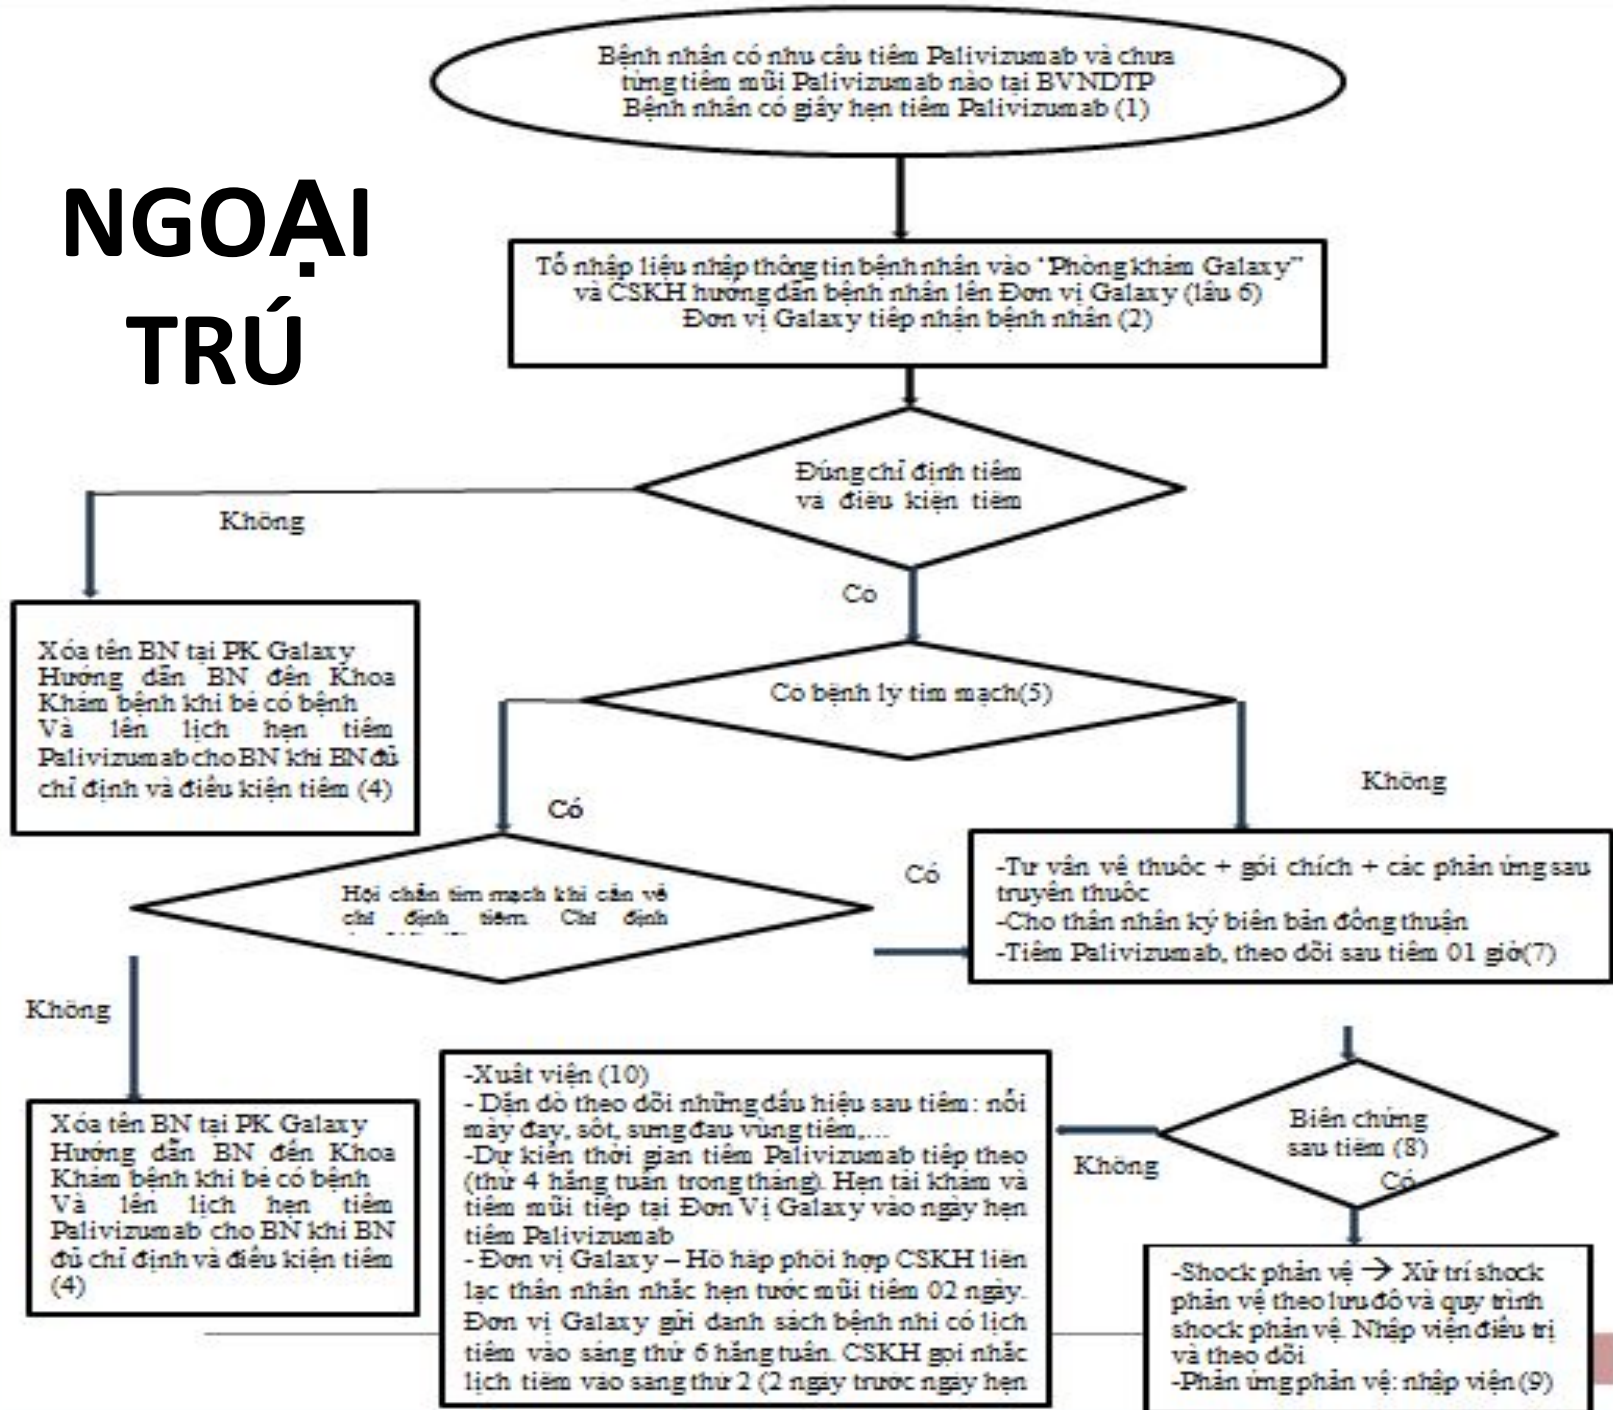 Bệnh nhân có nhu cầu tiêm Palivizumab và chưa
từng tiêm mũi Palivizumab nào tại BVNDTP
Bệnh nhân có giấy hẹn tiêm Palivizumab (1)
NGOẠI
TRÚ
Tổ nhập liệu nhập thông tin bệnh nhân vào "Phòng khám Galaxy"
và CSKH hướng dẫn bệnh nhân lên Đơn vị Galaxy (lầu 6)
Đơn vị Galaxy tiếp nhận bệnh nhân (2)
Đúng chỉ định tiêm
và điều kiện tiêm
Không
Có
Xóa tên BN tại PK Galaxy
Hướng dẫn BN đến Khoa
Khám bệnh khi bé có bệnh
Và lên lịch hẹn tiêm
Palivizumab cho BN khi BN đủ
chỉ định và điều kiện tiêm (4)
Có bệnh lý tim mạch(5)
Có
Không
Hội chẩn tim mạch khi cần về
chỉ định tiêm. Chỉ định
Có
-Tư vấn về thuốc + gói chích + các phản ứng sau
truyền thuốc
-Cho thân nhân ký biên bản đồng thuận
-Tiêm Palivizumab, theo dõi sau tiêm 01 giờ(7)
Không
Xóa tên BN tại PK Galaxy
Hướng dẫn BN đến Khoa
Khám bệnh khi bé có bệnh
Và lên lịch hẹn tiêm
Palivizumab cho BN khi BN
đủ chỉ định và điều kiện tiêm
(4)
-Xuất viện (10)
- Dặn dò theo dõi những dấu hiệu sau tiêm: nổi
mày đay, sốt, sưng đau vùng tiêm,...
-Dự kiến thời gian tiêm Palivizumab tiếp theo
(thứ 4 hằng tuần trong tháng). Hẹn tái khám và
tiêm mũi tiếp tại Đơn Vị Galaxy vào ngày hẹn
tiêm Palivizumab
- Đơn vị Galaxy – Hô hấp phối hợp CSKH liên
lạc thân nhân nhắc hẹn tước mũi tiêm 02 ngày.
Đơn vị Galaxy gửi danh sách bệnh nhi có lịch
tiêm vào sáng thứ 6 hằng tuần. CSKH gọi nhắc
lịch tiêm vào sáng thứ 2 (2 ngày trước ngày hẹn
Không
Biến chứng
sau tiêm (8)
Có
-Shock phản vệ → Xử trí shock
phản vệ theo lưu đồ và quy trình
shock phản vệ. Nhập viện điều trị
và theo dõi
-Phản ứng phản vệ: nhập viện (9)